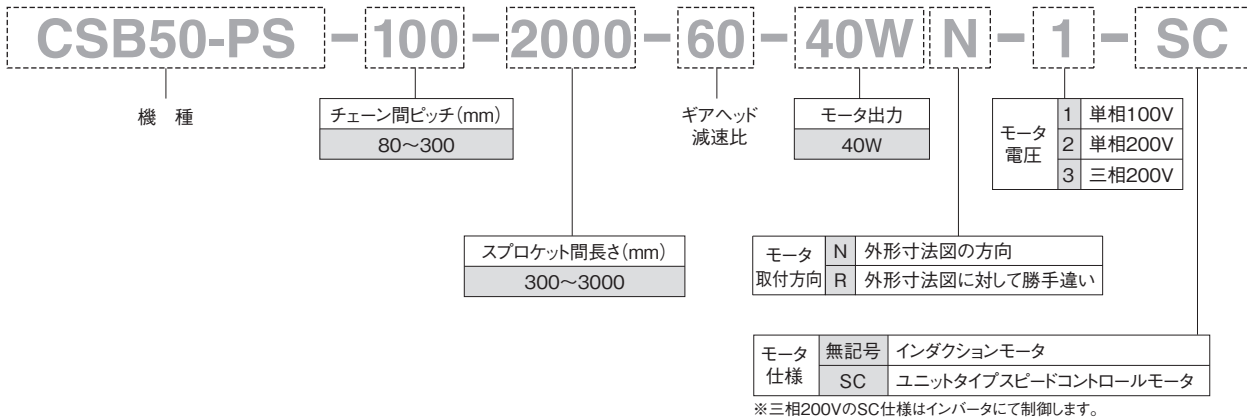 CSB50-PS-100-2000-60-40WN-1-SC
機 種
チェーン間ピッチ(mm)
80〜300
ギアヘッド
減速比
モータ出力
40W
モータ
電圧
1 単相100V
2 単相200V
3 三相200V
スプロケット間長さ(mm)
300〜3000
モータ
取付方向
N 外形寸法図の方向
R 外形寸法図に対して勝手違い
モータ
仕様
無記号 インダクションモータ
SC ユニットタイプスピードコントロールモータ
※三相200VのSC仕様はインバータにて制御します。